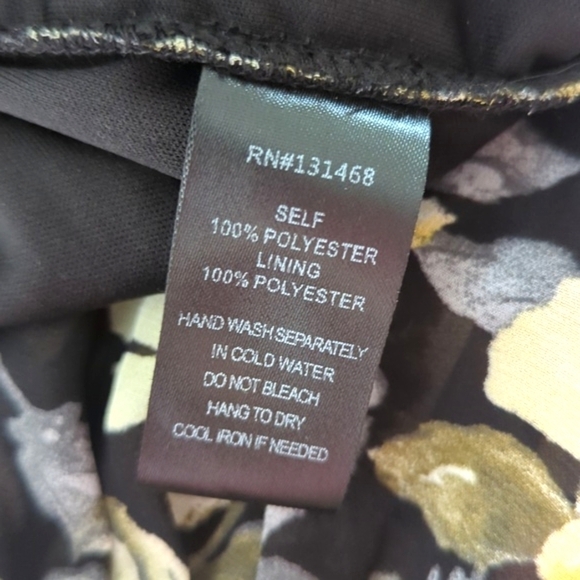 RN#131468
SELF
100% POLYESTER
LINING
100% POLYESTER
HAND WASH SEPARATELY
IN COLD WATER
DO NOT BLEACH
HANG TO DRY
COOL IRON IF NEEDED